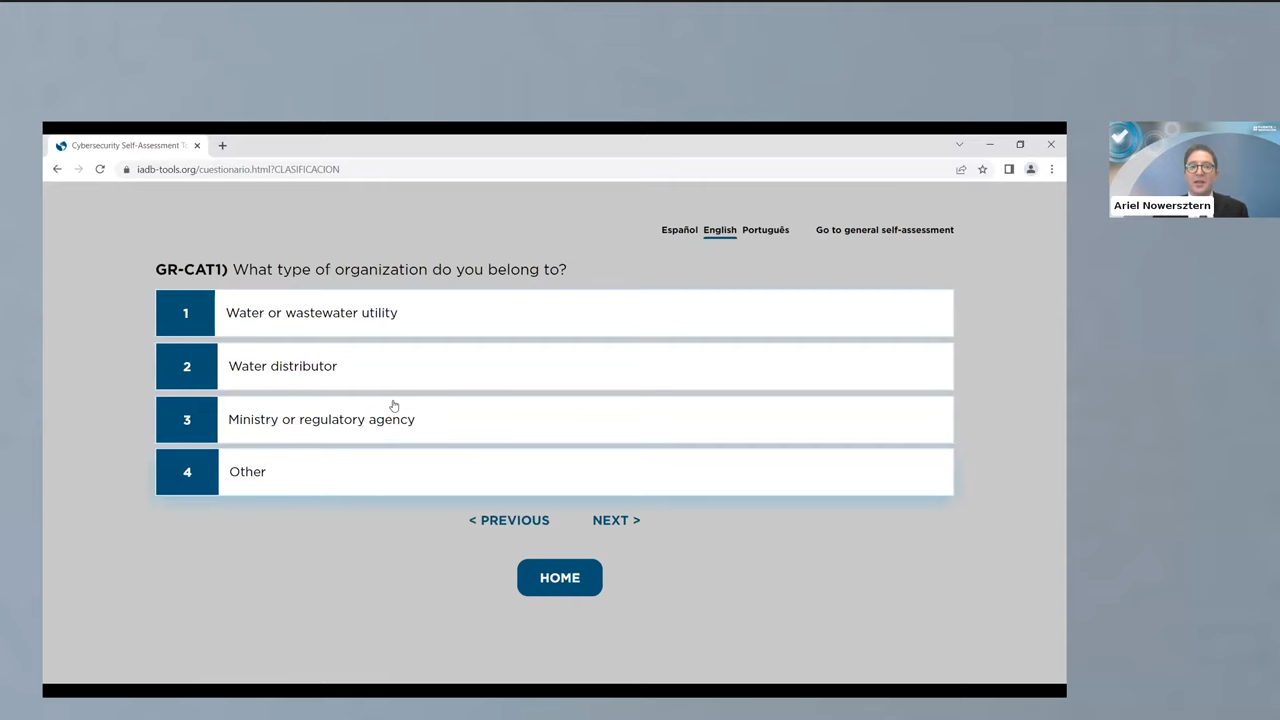 Cybersecurity Self-Assessment To
iadb-tools.org/cuestionario.html?CLASIFICACION
Español English Português Go to general self-assessment
GR-CAT1) What type of organization do you belong to?
1 Water or wastewater utility
2 Water distributor
3 Ministry or regulatory agency
4 Other
< PREVIOUS NEXT >
HOME
Ariel Nowersztern